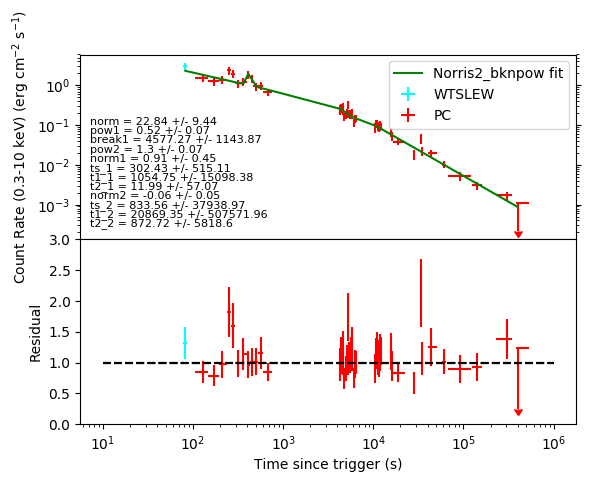 Count Rate (0.3-10 keV) (erg cm⁻² s⁻¹)
10⁰
10⁻¹
10⁻²
10⁻³
Norris2_bknpow fit
WTSLEW
PC
norm = 22.84 +/- 9.44
pow1 = 0.52 +/- 0.07
break1 = 4577.27 +/- 1143.87
pow2 = 1.3 +/- 0.07
norm1 = 0.91 +/- 0.45
ts_1 = 302.43 +/- 515.11
t1_1 = 1054.75 +/- 15098.38
t2_1 = 11.99 +/- 57.07
norm2 = -0.06 +/- 0.05
ts_2 = 833.56 +/- 37938.97
t1_2 = 20869.35 +/- 507571.96
t2_2 = 872.72 +/- 5818.6
Residual
3.0
2.5
2.0
1.5
1.0
0.5
0.0
10¹ 10² 10³ 10⁴ 10⁵ 10⁶
Time since trigger (s)